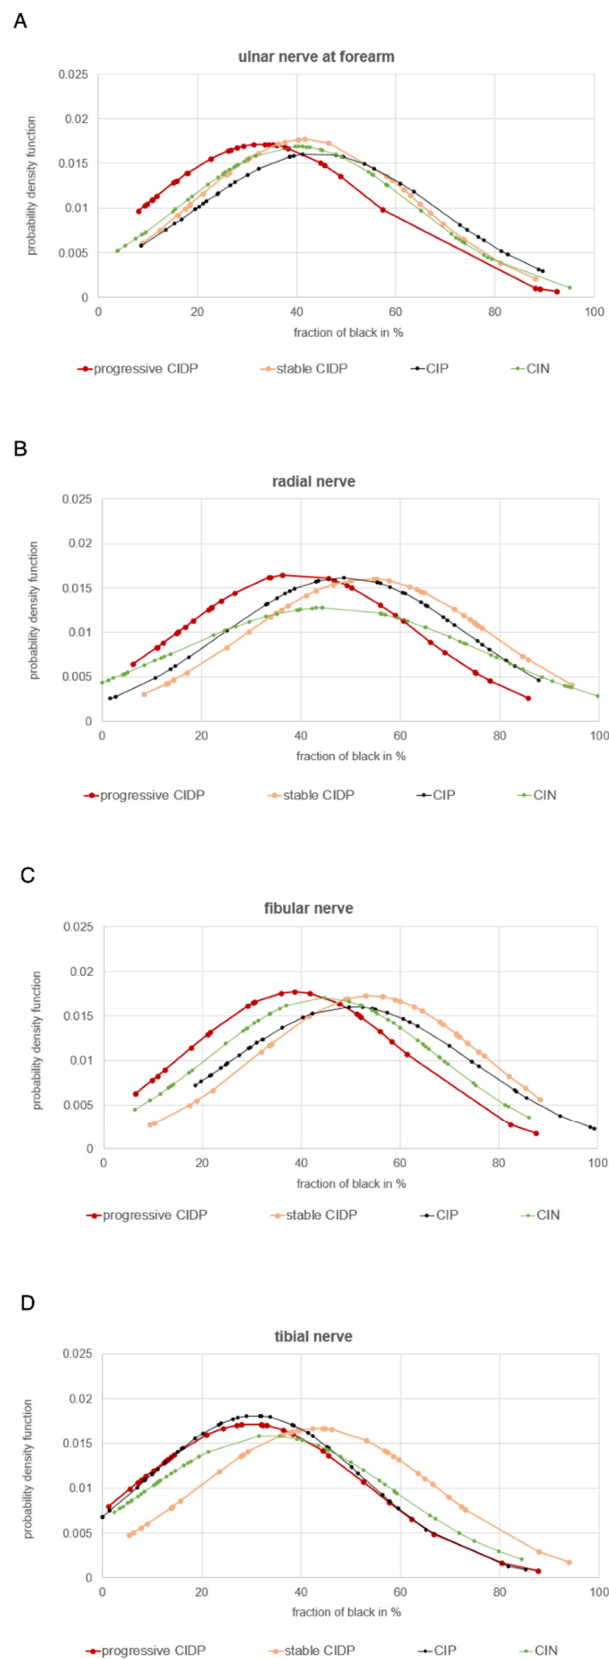 A
ulnar nerve at forearm
probability density function
0.025
0.02
0.015
0.01
0.005
0
0 20 40 60 80 100
fraction of black in %
progressive CIDP stable CIDP CIP CIN
B
radial nerve
probability density function
0.025
0.02
0.015
0.01
0.005
0
0 20 40 60 80 100
fraction of black in %
progressive CIDP stable CIDP CIP CIN
C
fibular nerve
probability density function
0.025
0.02
0.015
0.01
0.005
0
0 20 40 60 80 100
fraction of black in %
progressive CIDP stable CIDP CIP CIN
D
tibial nerve
probability density function
0.025
0.02
0.015
0.01
0.005
0
0 20 40 60 80 100
fraction of black in %
progressive CIDP stable CIDP CIP CIN